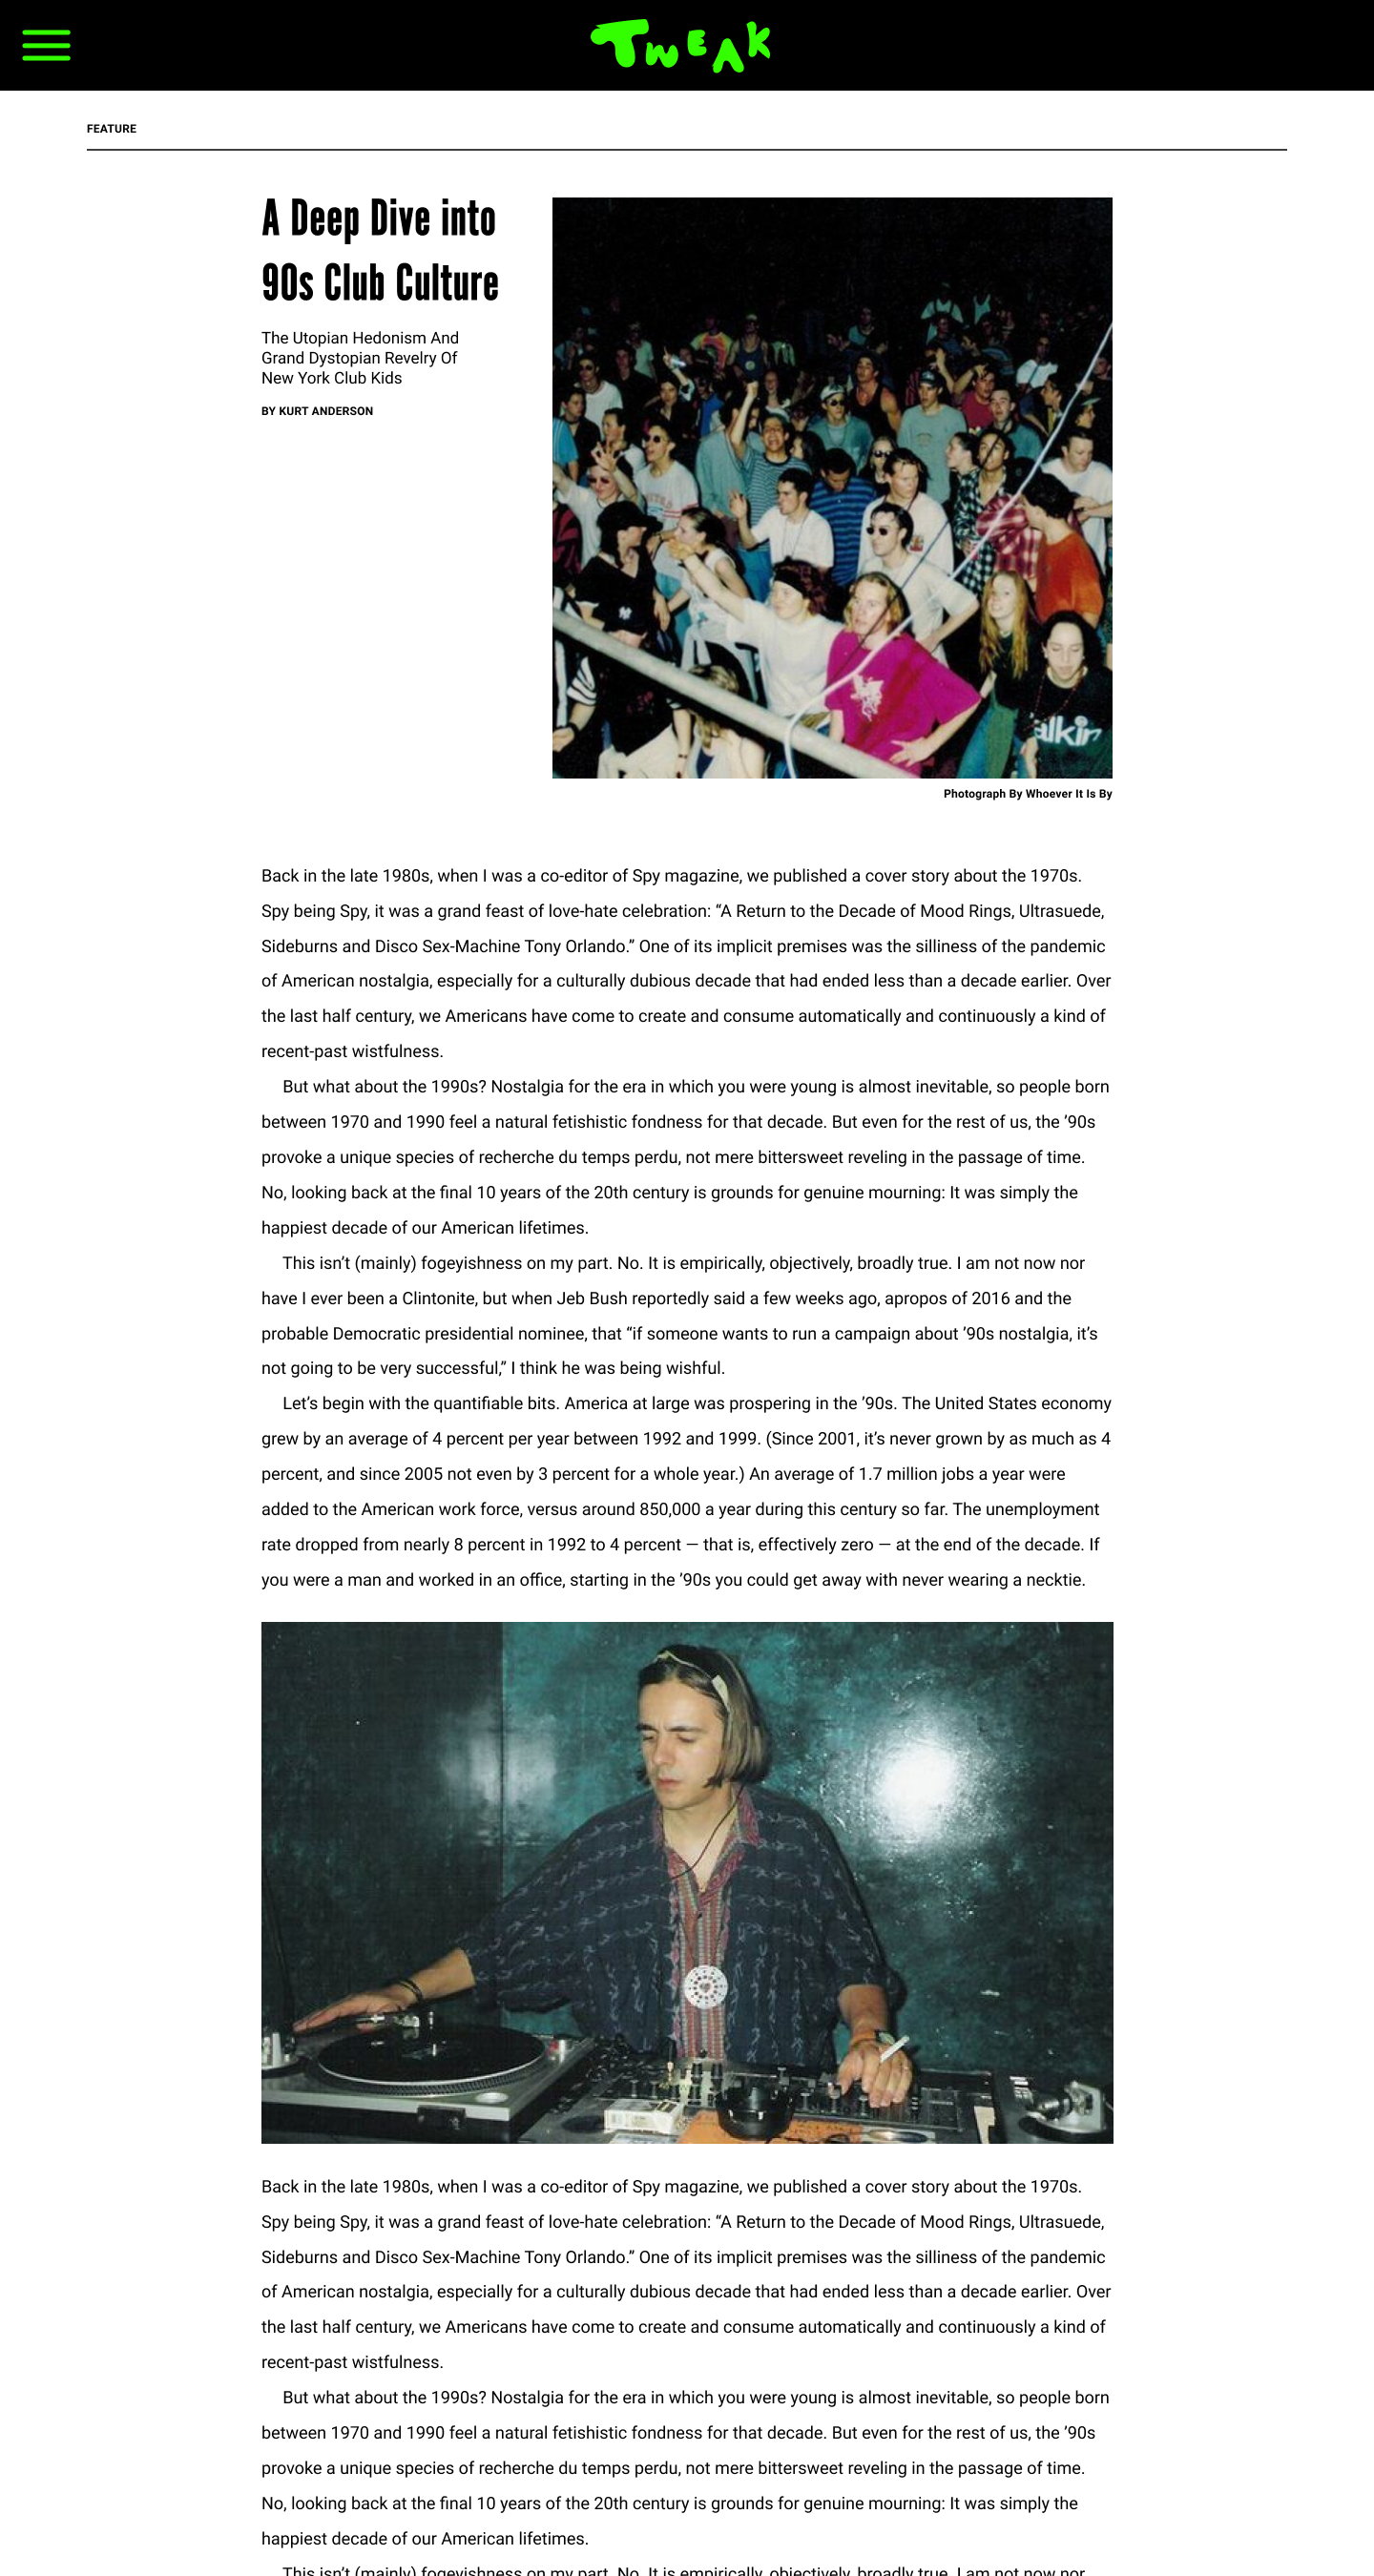 TWEAK
FEATURE
A Deep Dive into
90s Club Culture
The Utopian Hedonism And
Grand Dystopian Revelry Of
New York Club Kids
BY KURT ANDERSON
alkin
Photograph By Whoever It Is By
Back in the late 1980s, when I was a co-editor of Spy magazine, we published a cover story about the 1970s.
Spy being Spy, it was a grand feast of love-hate celebration: “A Return to the Decade of Mood Rings, Ultrasuede,
Sideburns and Disco Sex-Machine Tony Orlando.” One of its implicit premises was the silliness of the pandemic
of American nostalgia, especially for a culturally dubious decade that had ended less than a decade earlier. Over
the last half century, we Americans have come to create and consume automatically and continuously a kind of
recent-past wistfulness.
But what about the 1990s? Nostalgia for the era in which you were young is almost inevitable, so people born
between 1970 and 1990 feel a natural fetishistic fondness for that decade. But even for the rest of us, the ’90s
provoke a unique species of recherche du temps perdu, not mere bittersweet reveling in the passage of time.
No, looking back at the final 10 years of the 20th century is grounds for genuine mourning: It was simply the
happiest decade of our American lifetimes.
This isn’t (mainly) fogeyishness on my part. No. It is empirically, objectively, broadly true. I am not now nor
have I ever been a Clintonite, but when Jeb Bush reportedly said a few weeks ago, apropos of 2016 and the
probable Democratic presidential nominee, that “if someone wants to run a campaign about ’90s nostalgia, it’s
not going to be very successful,” I think he was being wishful.
Let’s begin with the quantifiable bits. America at large was prospering in the ’90s. The United States economy
grew by an average of 4 percent per year between 1992 and 1999. (Since 2001, it’s never grown by as much as 4
percent, and since 2005 not even by 3 percent for a whole year.) An average of 1.7 million jobs a year were
added to the American work force, versus around 850,000 a year during this century so far. The unemployment
rate dropped from nearly 8 percent in 1992 to 4 percent — that is, effectively zero — at the end of the decade. If
you were a man and worked in an office, starting in the ’90s you could get away with never wearing a necktie.
Back in the late 1980s, when I was a co-editor of Spy magazine, we published a cover story about the 1970s.
Spy being Spy, it was a grand feast of love-hate celebration: “A Return to the Decade of Mood Rings, Ultrasuede,
Sideburns and Disco Sex-Machine Tony Orlando.” One of its implicit premises was the silliness of the pandemic
of American nostalgia, especially for a culturally dubious decade that had ended less than a decade earlier. Over
the last half century, we Americans have come to create and consume automatically and continuously a kind of
recent-past wistfulness.
But what about the 1990s? Nostalgia for the era in which you were young is almost inevitable, so people born
between 1970 and 1990 feel a natural fetishistic fondness for that decade. But even for the rest of us, the ’90s
provoke a unique species of recherche du temps perdu, not mere bittersweet reveling in the passage of time.
No, looking back at the final 10 years of the 20th century is grounds for genuine mourning: It was simply the
happiest decade of our American lifetimes.
This isn’t (mainly) fogeyishness on my part. No. It is empirically, objectively, broadly true. I am not now nor